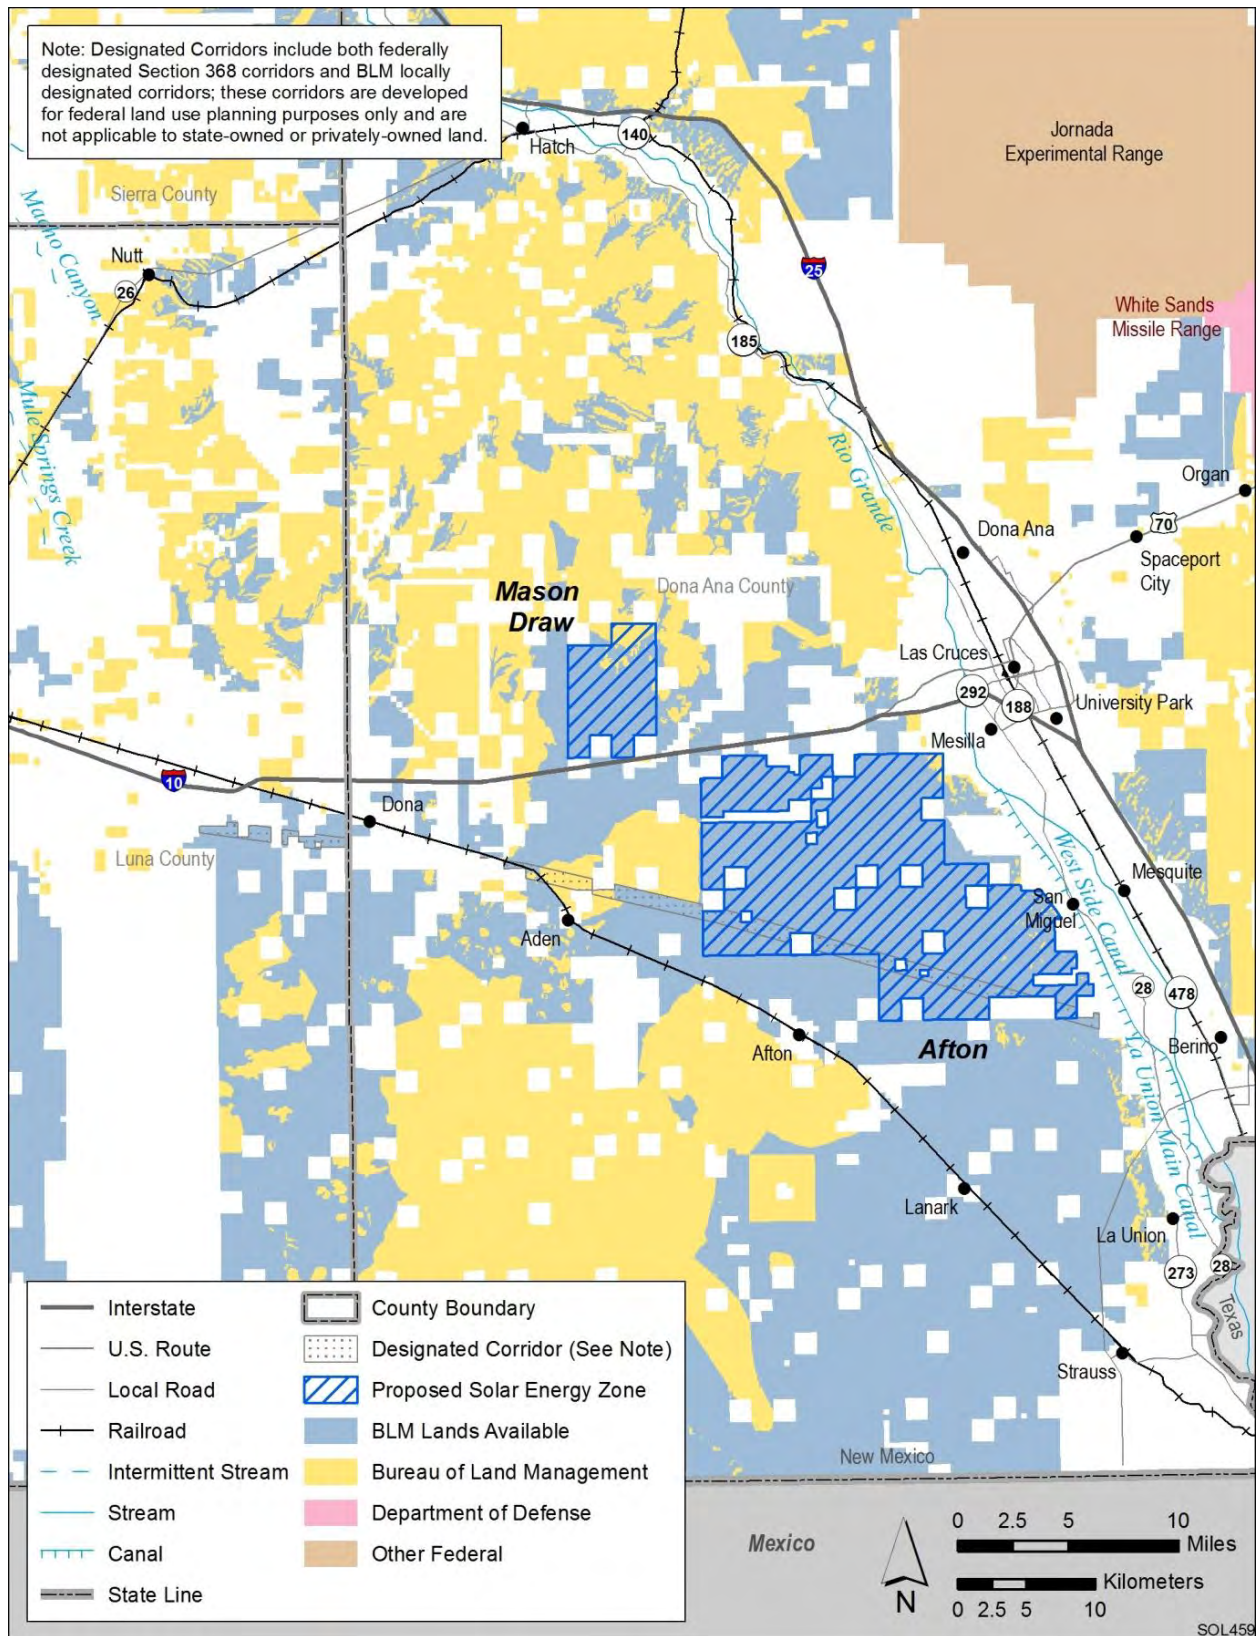 Note: Designated Corridors include both federally
designated Section 368 corridors and BLM locally
designated corridors; these corridors are developed
for federal land use planning purposes only and are
not applicable to state-owned or privately-owned land.
Hatch
140
Jornada
Experimental Range
Sierra County
Macho Canyon
Nutt
26
25
White Sands
Missile Range
185
Mule Springs Creek
Rio Grande
Organ
70
Dona Ana
Spaceport
City
Mason
Draw
Dona Ana County
Las Cruces
292
188
University Park
Mesilla
10
Dona
Luna County
West Side Canal
Mesquite
San
Miguel
Aden
28
478
Afton
Afton
Berino
La Union Main Canal
Lanark
La Union
273
28
Texas
Strauss
New Mexico
Mexico
Interstate
U.S. Route
Local Road
Railroad
Intermittent Stream
Stream
Canal
State Line
County Boundary
Designated Corridor (See Note)
Proposed Solar Energy Zone
BLM Lands Available
Bureau of Land Management
Department of Defense
Other Federal
N
0 2.5 5 10
Miles
Kilometers
0 2.5 5 10
SOL459